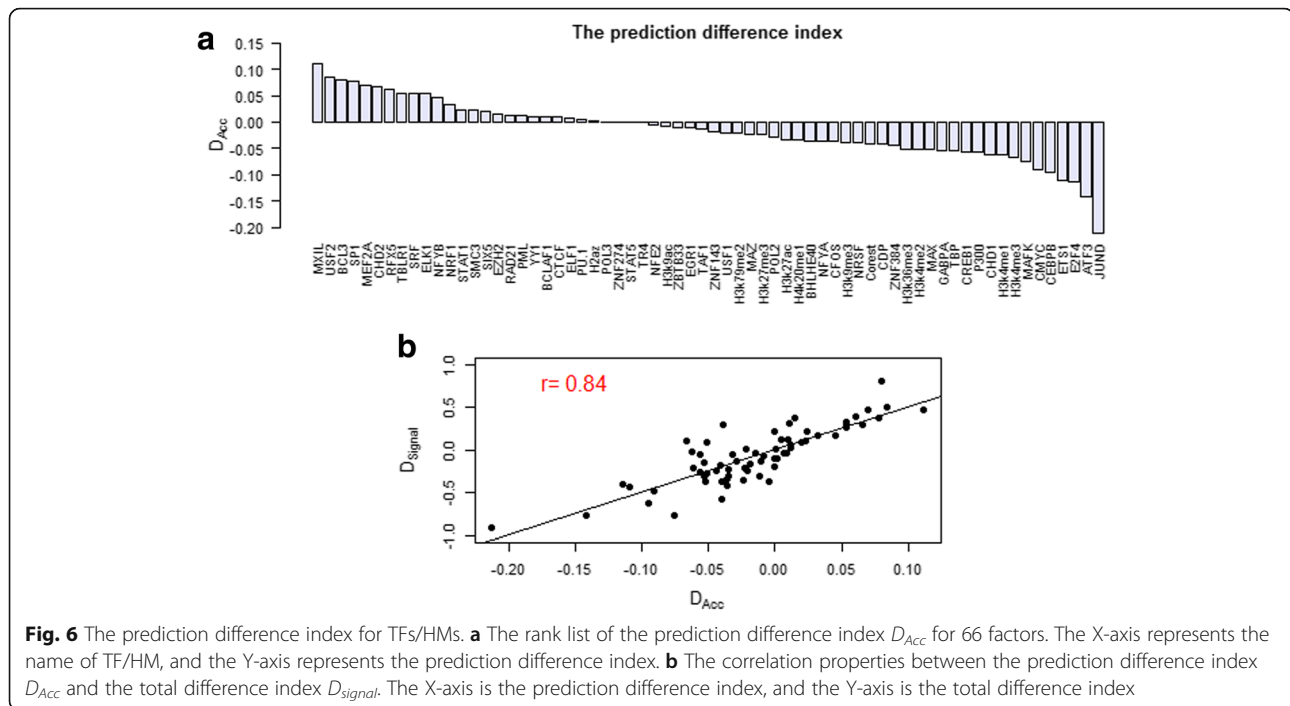 a
The prediction difference index
0.15
0.10
0.05
0.00
-0.05
-0.10
-0.15
-0.20
D_Acc
MXIL
USF2
BCL3
SP1
MEF2A
CHD2
RFX5
TBLR1
SRF
ELK1
NFYB
NRF1
STAT1
SMC3
SIX5
EZH2
RAD21
PML
YY1
BCLAF1
CTCF
ELF1
PU.1
H2az
POL3
ZNF274
STAT5
TR4
NFE2
H3k9ac
ZBTB33
EGR1
TAF1
ZNF143
USF1
H3k79me2
MAZ
H3k27me3
POL2
H3k27ac
H4k20me1
BHLHE40
NFYA
CFOS
H3k9me3
NRSF
Corest
CDP
ZNF384
H3k36me3
H3k4me2
MAX
GABPA
TBP
CREB1
P300
CHD1
H3k4me1
H3k4me3
MAFK
CMYC
CEBPB
ETS1
E2F4
ATF3
JUND
b
r= 0.84
1.0
0.5
0.0
-0.5
-1.0
D_Signal
-0.20 -0.15 -0.10 -0.05 0.00 0.05 0.10
D_Acc
Fig. 6 The prediction difference index for TFs/HMs. a The rank list of the prediction difference index D_Acc for 66 factors. The X-axis represents the
name of TF/HM, and the Y-axis represents the prediction difference index. b The correlation properties between the prediction difference index
D_Acc and the total difference index D_signal. The X-axis is the prediction difference index, and the Y-axis is the total difference index